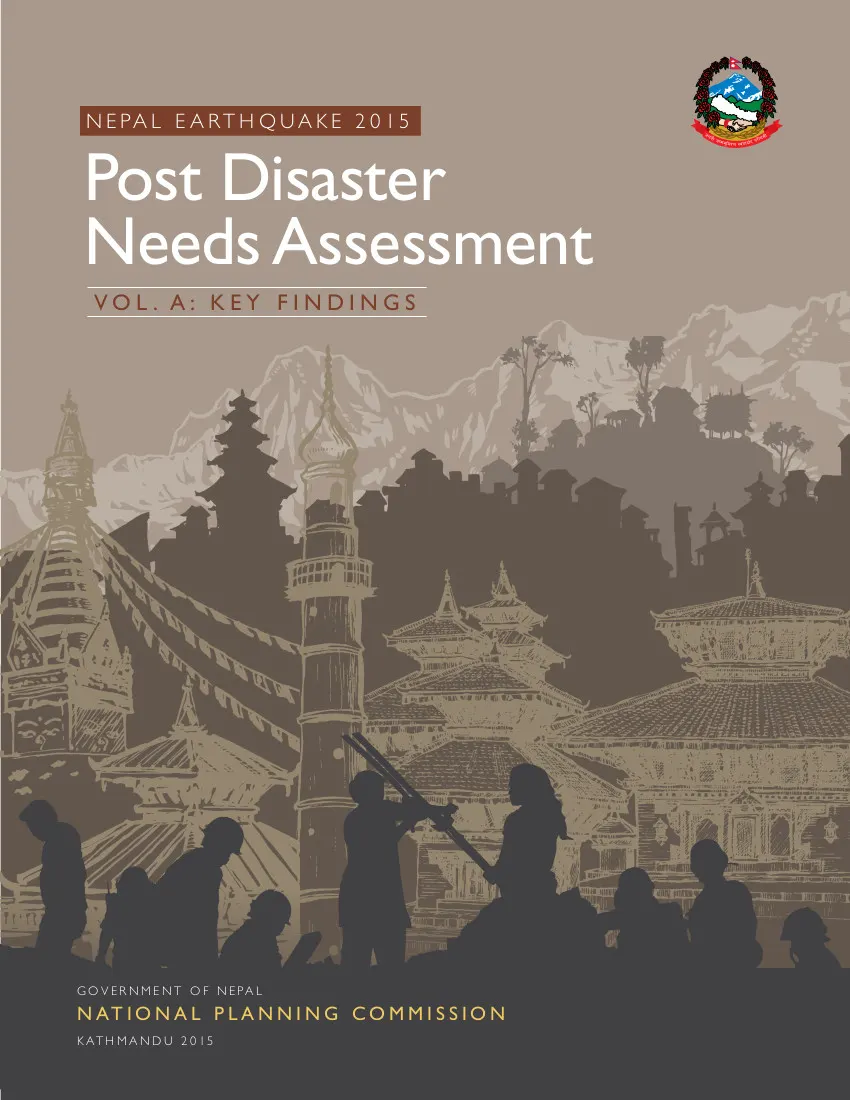 NEPAL EARTHQUAKE 2015
Post Disaster
Needs Assessment
VOL. A: KEY FINDINGS
GOVERNMENT OF NEPAL
NATIONAL PLANNING COMMISSION
KATHMANDU 2015